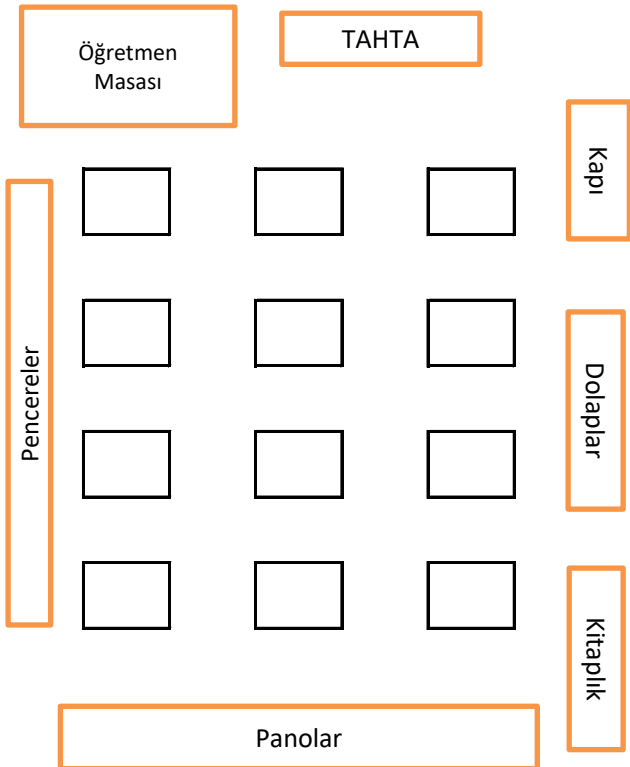 Öğretmen
Masası
TAHTA
Kapı
Pencereler
Dolaplar
Kitaplık
Panolar